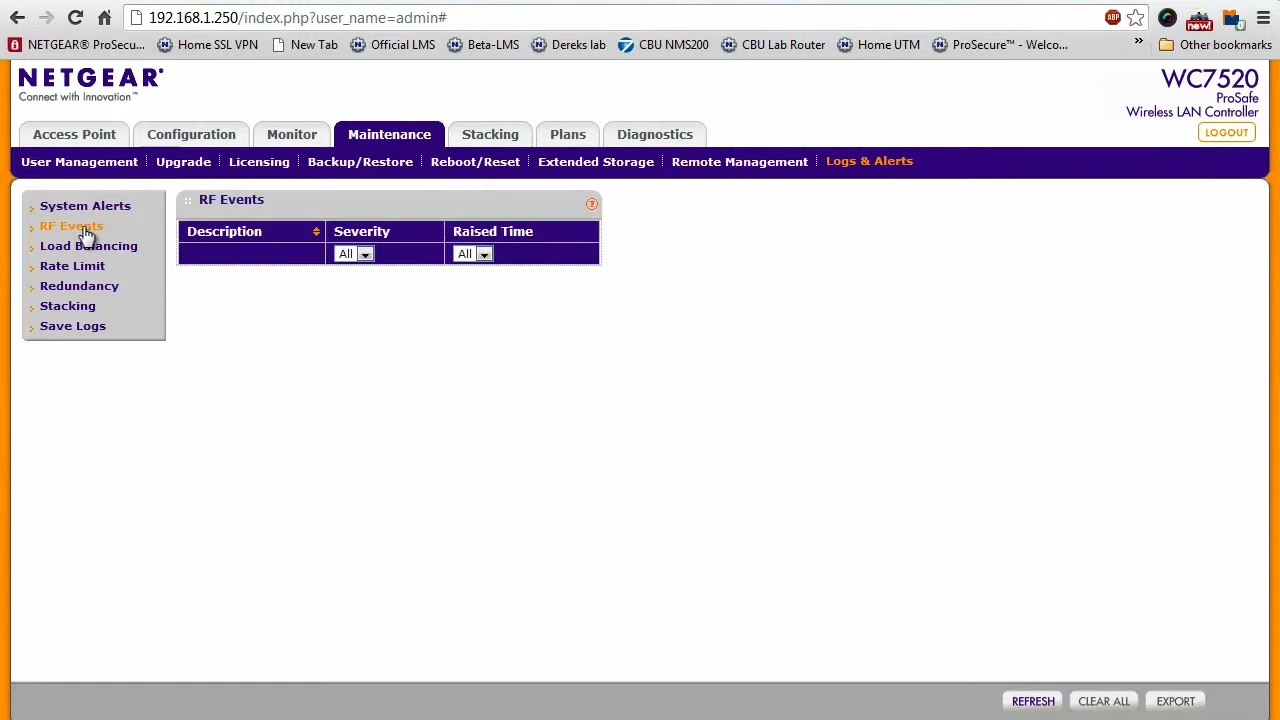 192.168.1.250/index.php?user_name=admin#
ABP
new!
NETGEAR® ProSecu... Home SSL VPN New Tab Official LMS Beta-LMS Dereks lab CBU NMS200 CBU Lab Router Home UTM ProSecure™ - Welco... » Other bookmarks
NETGEAR®
Connect with Innovation™
WC7520
ProSafe
Wireless LAN Controller
LOGOUT
Access Point Configuration Monitor Maintenance Stacking Plans Diagnostics
User Management Upgrade Licensing Backup/Restore Reboot/Reset Extended Storage Remote Management Logs & Alerts
System Alerts
RF Events
Load Balancing
Rate Limit
Redundancy
Stacking
Save Logs
RF Events ?
Description Severity Raised Time
All All
REFRESH CLEAR ALL EXPORT